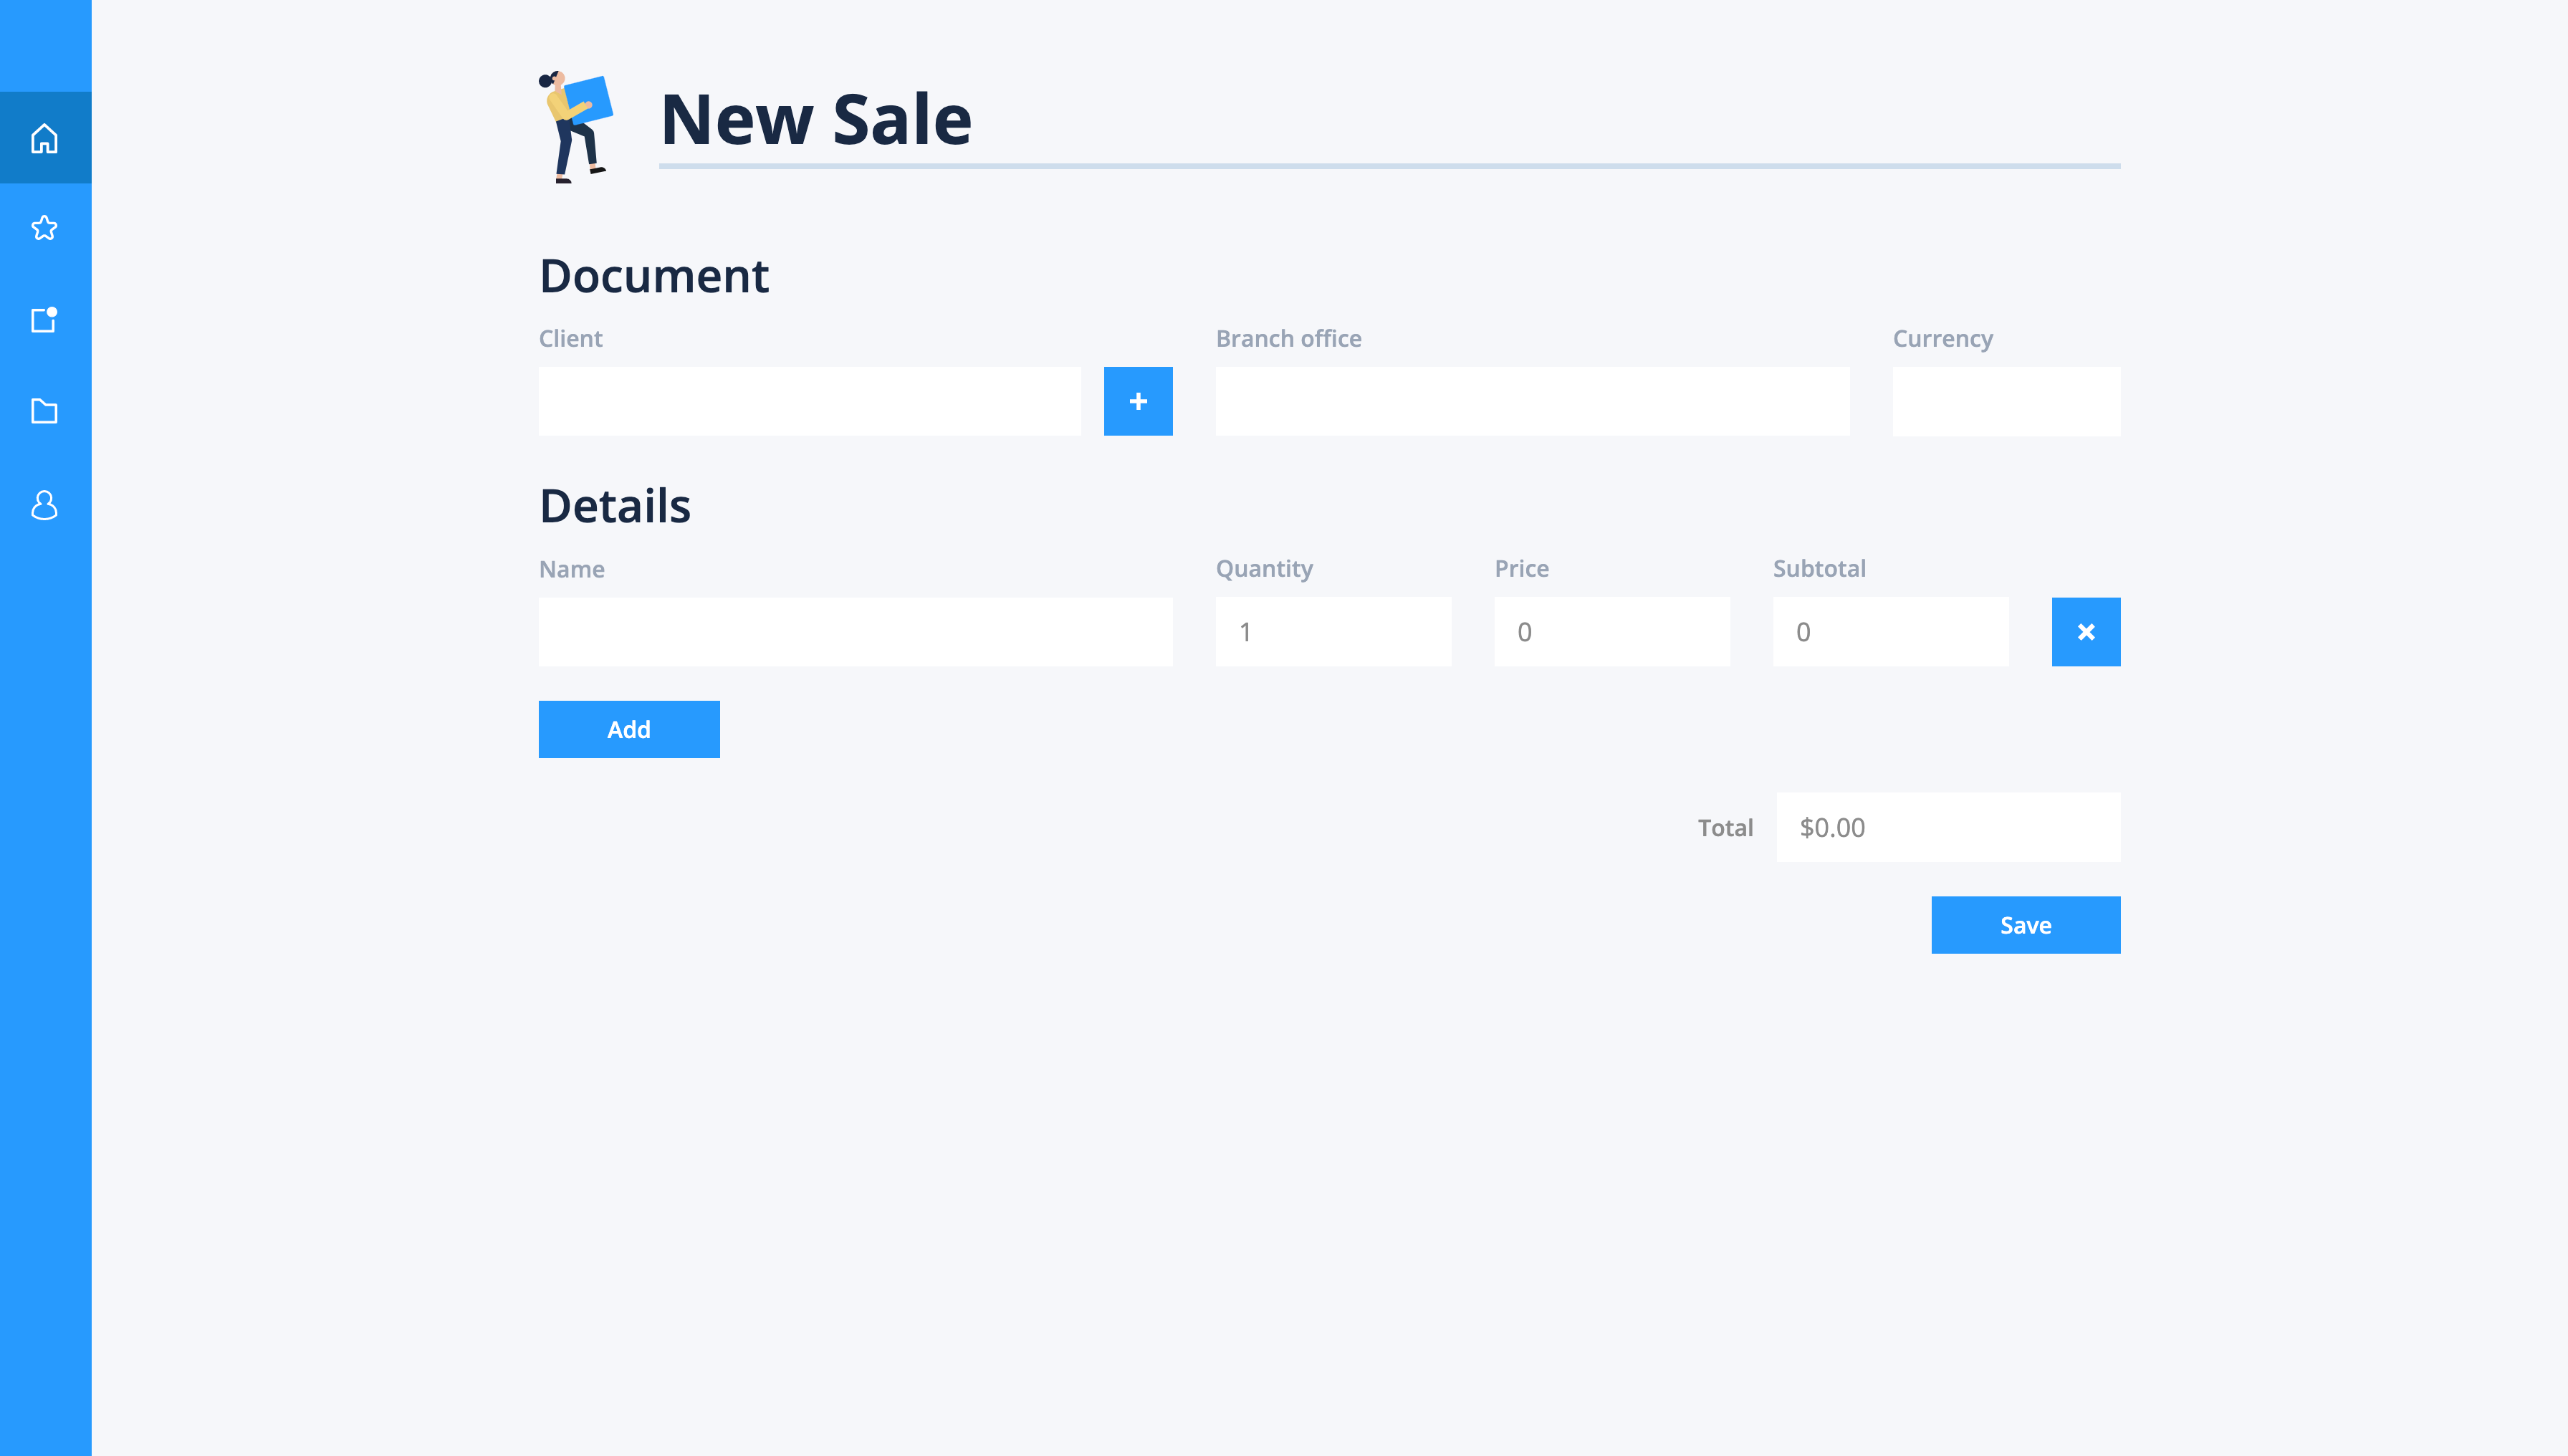 New Sale
Document
Client
Branch office
Currency
+
Details
Name
Quantity
Price
Subtotal
1
0
0
Add
Total
$0.00
Save